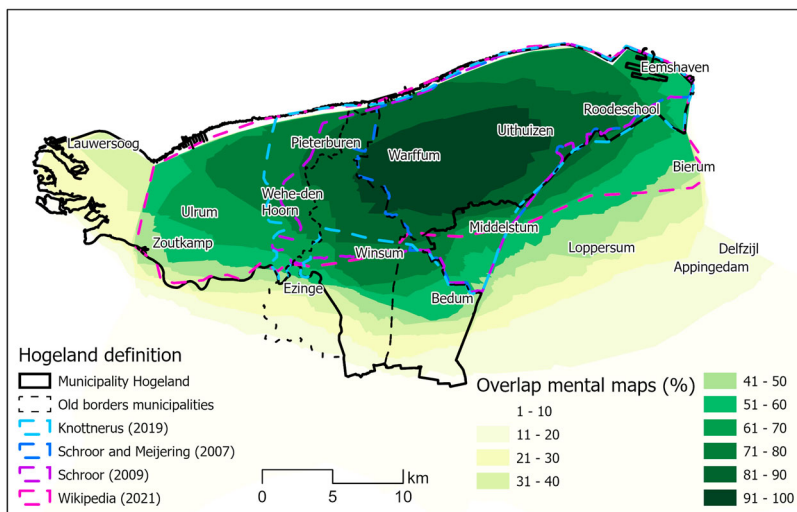 Eemshaven
Roodeschool
Lauwersoog
Pieterburen
Uithuizen
Warffum
Bierum
Wehe-den
Hoorn
Ulrum
Middelstum
Zoutkamp
Winsum
Loppersum
Delfzijl
Appingedam
Ezinge
Bedum
Hogeland definition
Municipality Hogeland
Old borders municipalities
Knottnerus (2019)
Schroor and Meijering (2007)
Schroor (2009)
Wikipedia (2021)
km
0 5 10
Overlap mental maps (%)
1 - 10
11 - 20
21 - 30
31 - 40
41 - 50
51 - 60
61 - 70
71 - 80
81 - 90
91 - 100